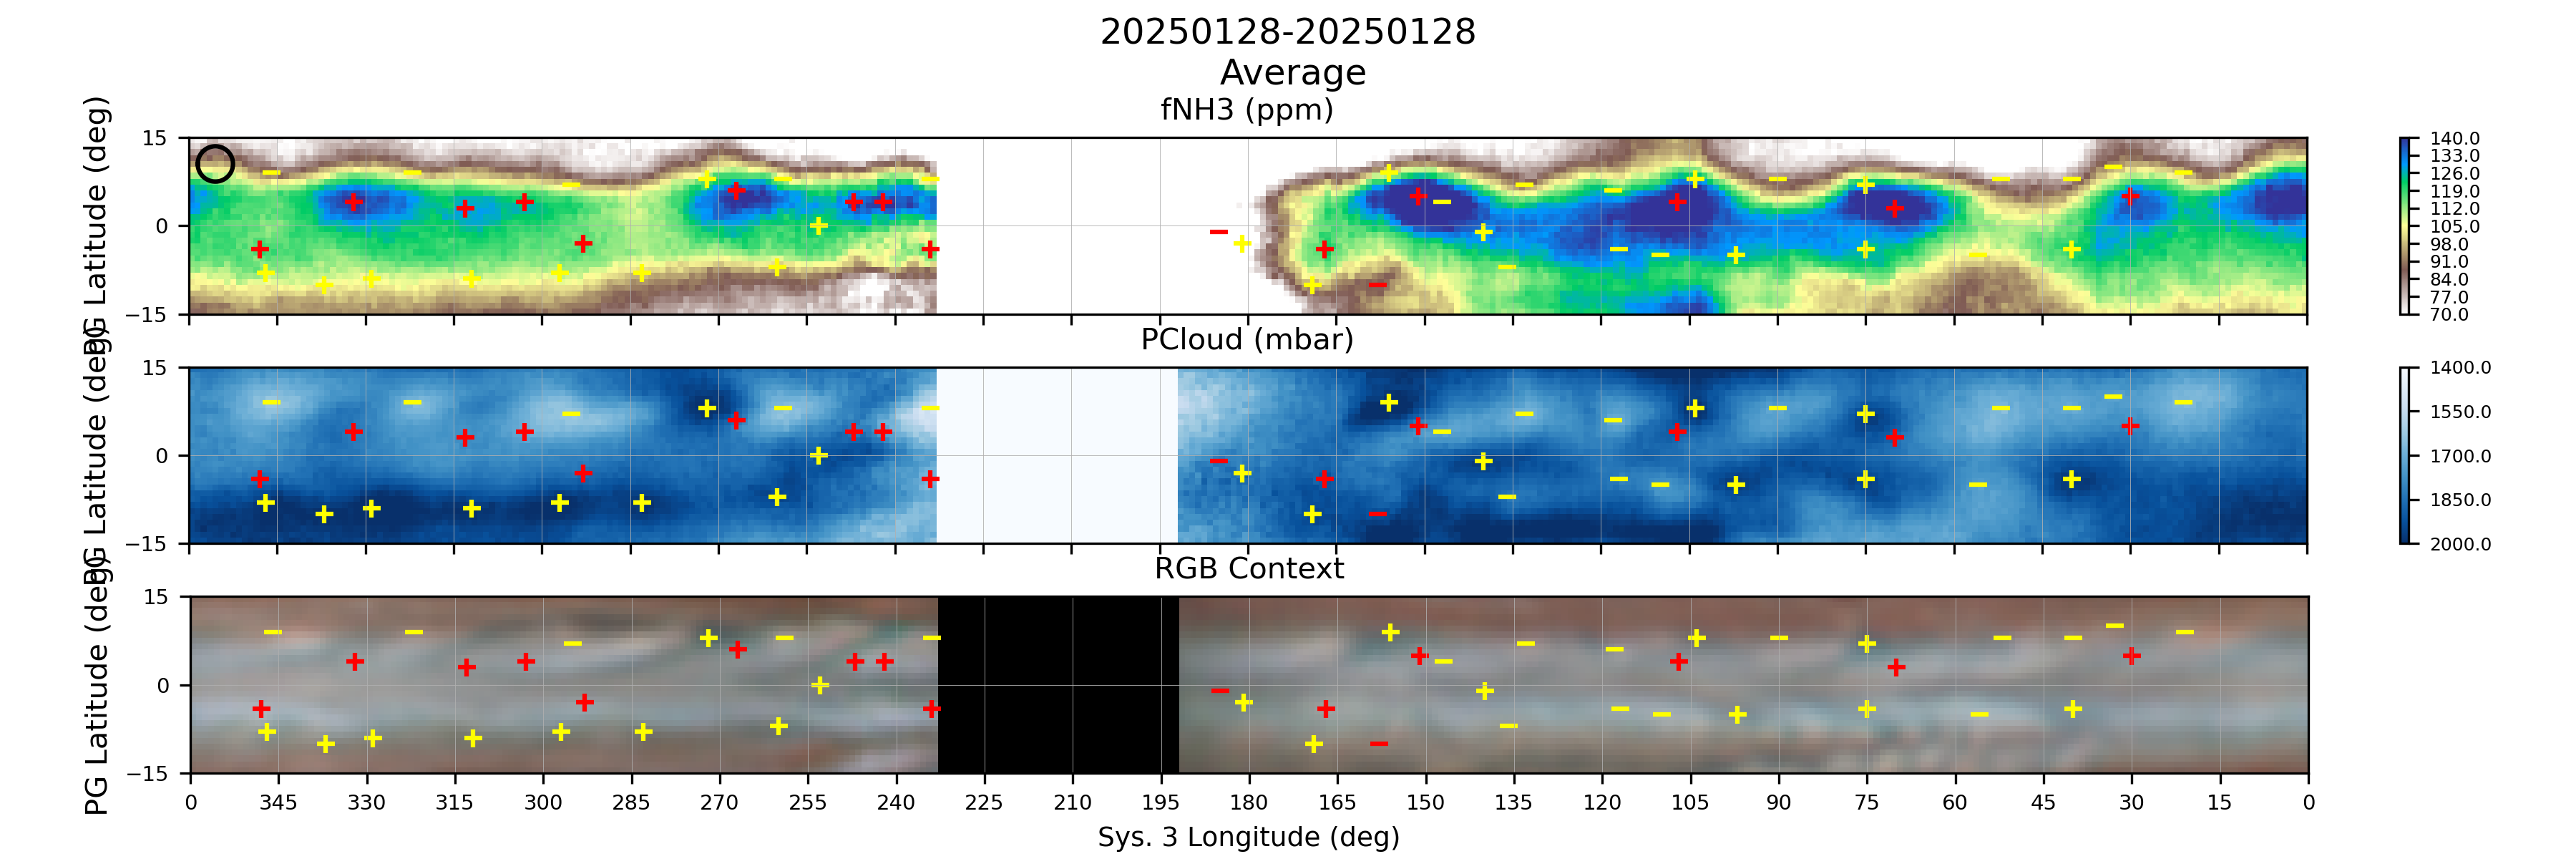 20250128-20250128
Average
fNH3 (ppm)
PG Latitude (deg)
15
0
−15
140.0
133.0
126.0
119.0
112.0
105.0
98.0
91.0
84.0
77.0
70.0
PCloud (mbar)
PG Latitude (deg)
15
0
−15
1400.0
1550.0
1700.0
1850.0
2000.0
RGB Context
PG Latitude (deg)
15
0
−15
0 345 330 315 300 285 270 255 240 225 210 195 180 165 150 135 120 105 90 75 60 45 30 15 0
Sys. 3 Longitude (deg)